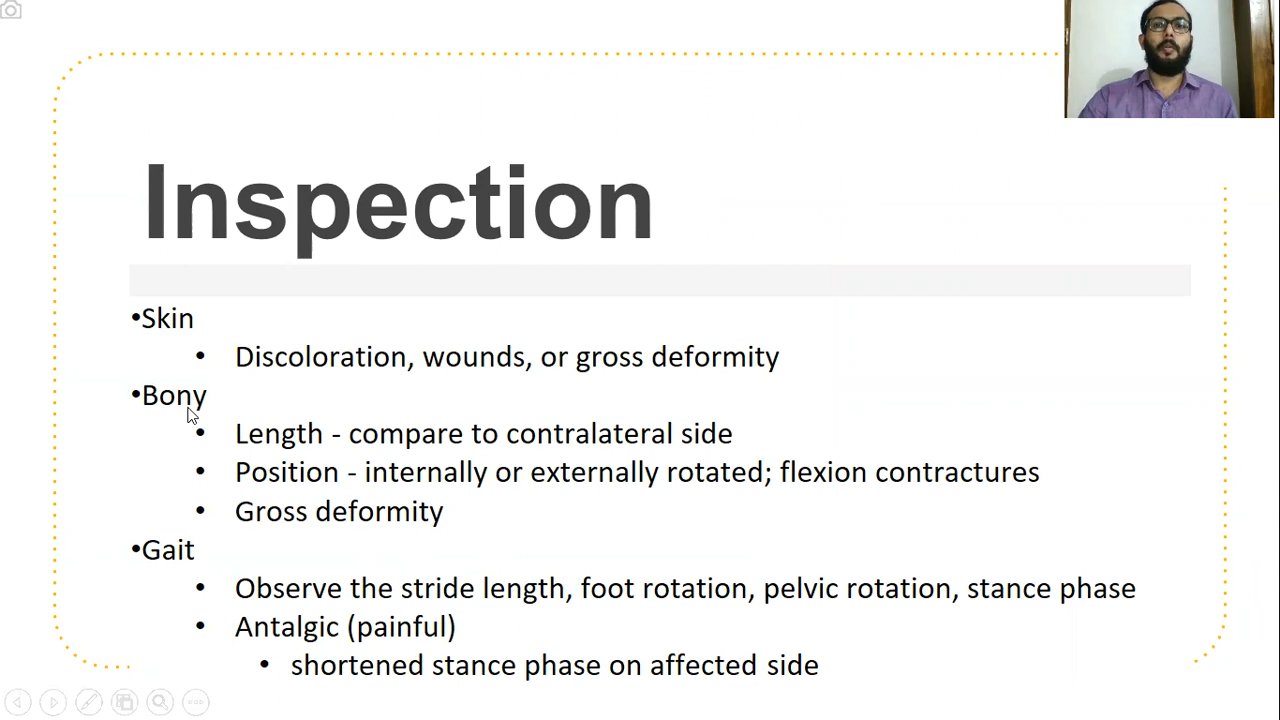 Inspection
•Skin
• Discoloration, wounds, or gross deformity
•Bony
• Length - compare to contralateral side
• Position - internally or externally rotated; flexion contractures
• Gross deformity
•Gait
• Observe the stride length, foot rotation, pelvic rotation, stance phase
• Antalgic (painful)
• shortened stance phase on affected side